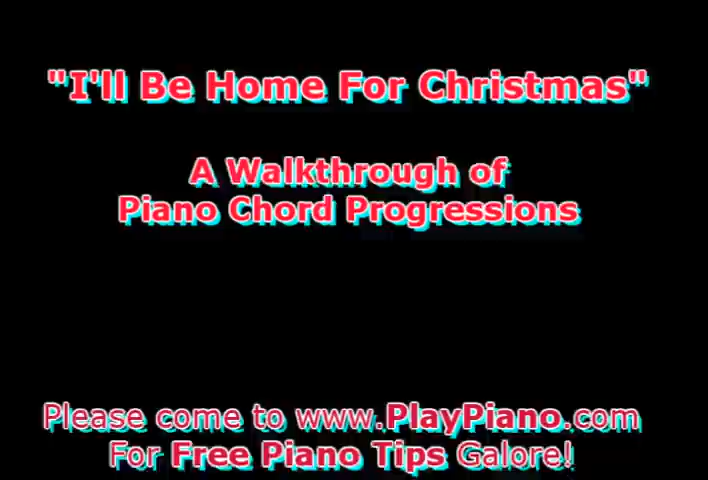 "I'll Be Home For Christmas"
A Walkthrough of
Piano Chord Progressions
Please come to www.PlayPiano.com
For Free Piano Tips Galore!